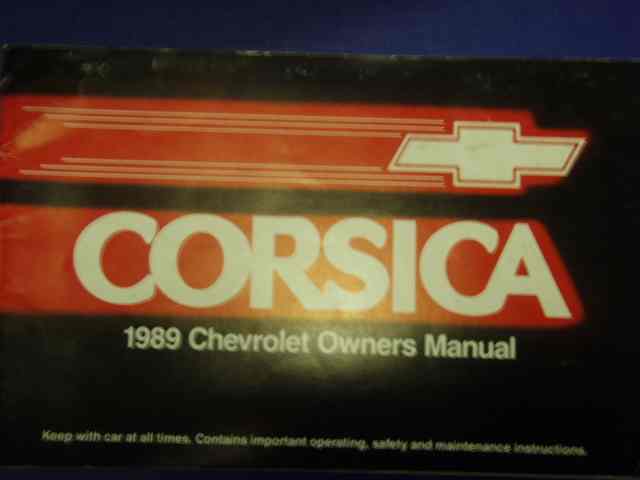 CORSICA
1989 Chevrolet Owners Manual
Keep with car at all times. Contains important operating, safety and maintenance instructions.